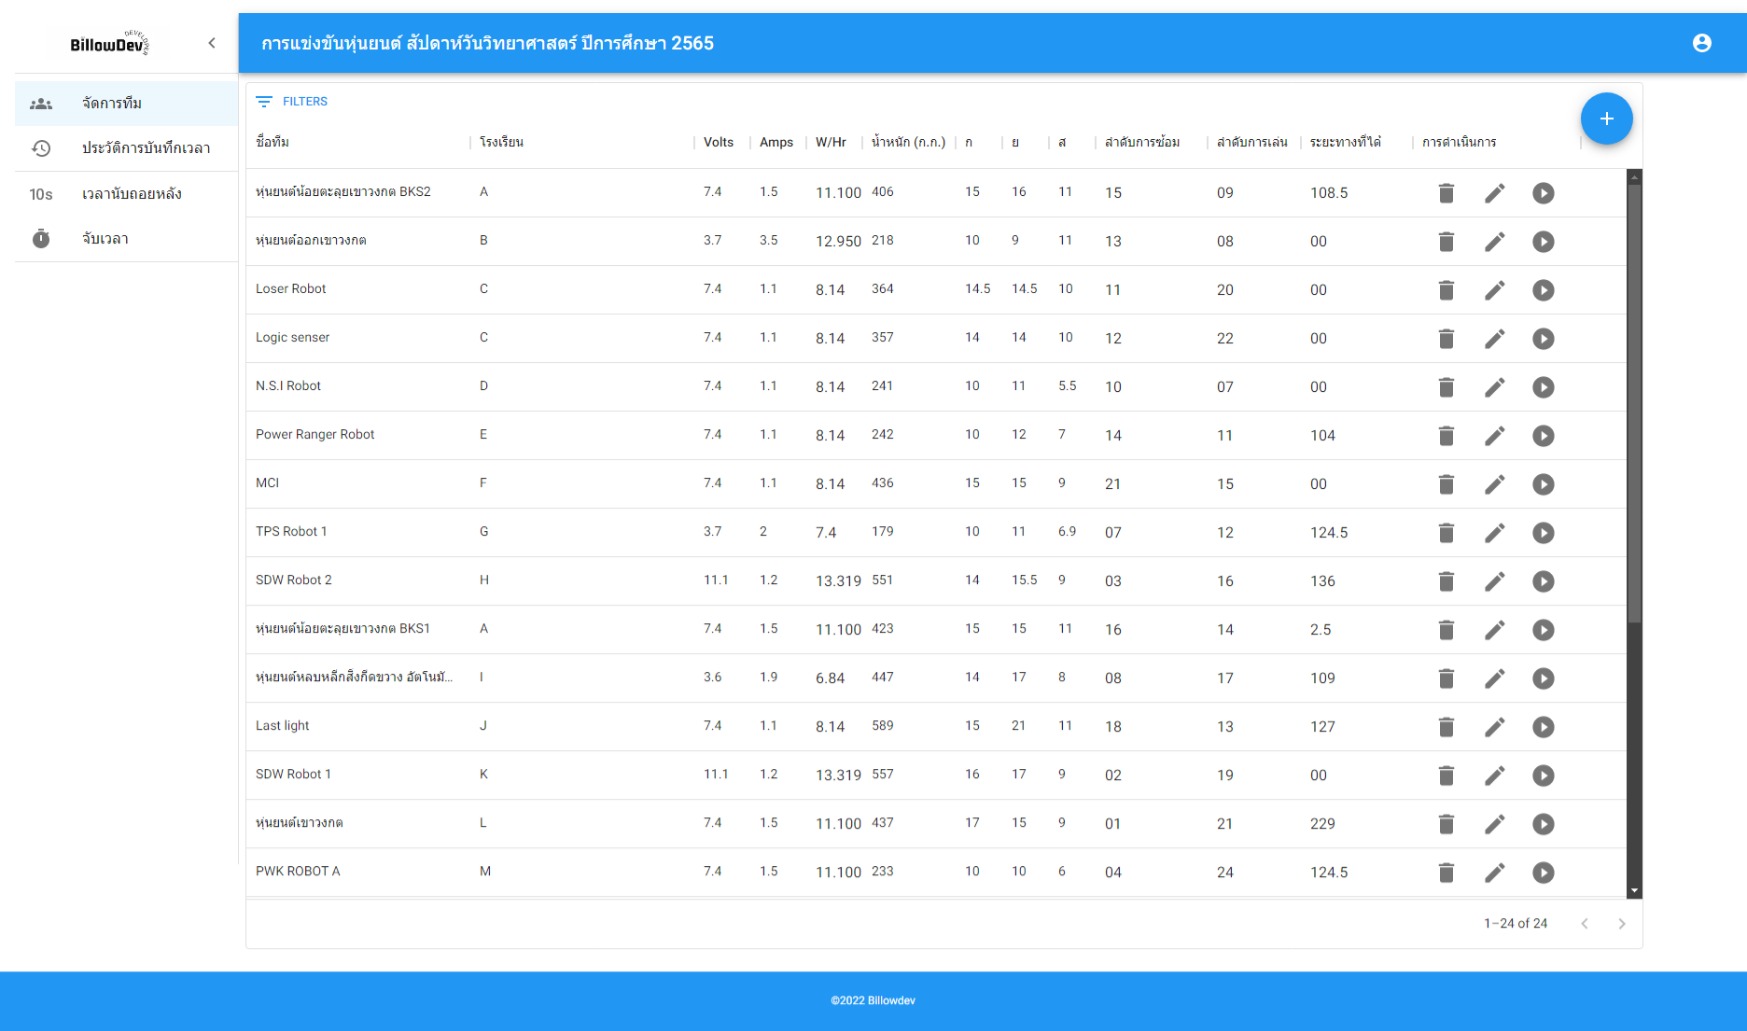 BillowDev DEVELOPER
การแข่งขันหุ่นยนต์ สัปดาห์วันวิทยาศาสตร์ ปีการศึกษา 2565
จัดการทีม
ประวัติการบันทึกเวลา
10s เวลานับถอยหลัง
จับเวลา
FILTERS
ชื่อทีม โรงเรียน Volts Amps W/Hr น้ำหนัก (ก.ก.) ก ย ส ลำดับการซ้อม ลำดับการเล่น ระยะทางที่ได้ การดำเนินการ
หุ่นยนต์น้อยตะลุยเขาวงกต BKS2 A 7.4 1.5 11.100 406 15 16 11 15 09 108.5
หุ่นยนต์ออกเขาวงกต B 3.7 3.5 12.950 218 10 9 11 13 08 00
Loser Robot C 7.4 1.1 8.14 364 14.5 14.5 10 11 20 00
Logic senser C 7.4 1.1 8.14 357 14 14 10 12 22 00
N.S.I Robot D 7.4 1.1 8.14 241 10 11 5.5 10 07 00
Power Ranger Robot E 7.4 1.1 8.14 242 10 12 7 14 11 104
MCI F 7.4 1.1 8.14 436 15 15 9 21 15 00
TPS Robot 1 G 3.7 2 7.4 179 10 11 6.9 07 12 124.5
SDW Robot 2 H 11.1 1.2 13.319 551 14 15.5 9 03 16 136
หุ่นยนต์น้อยตะลุยเขาวงกต BKS1 A 7.4 1.5 11.100 423 15 15 11 16 14 2.5
หุ่นยนต์หลบหลีกสิ่งกีดขวาง อัตโนมั... I 3.6 1.9 6.84 447 14 17 8 08 17 109
Last light J 7.4 1.1 8.14 589 15 21 11 18 13 127
SDW Robot 1 K 11.1 1.2 13.319 557 16 17 9 02 19 00
หุ่นยนต์เขาวงกต L 7.4 1.5 11.100 437 17 15 9 01 21 229
PWK ROBOT A M 7.4 1.5 11.100 233 10 10 6 04 24 124.5
1–24 of 24
©2022 Billowdev